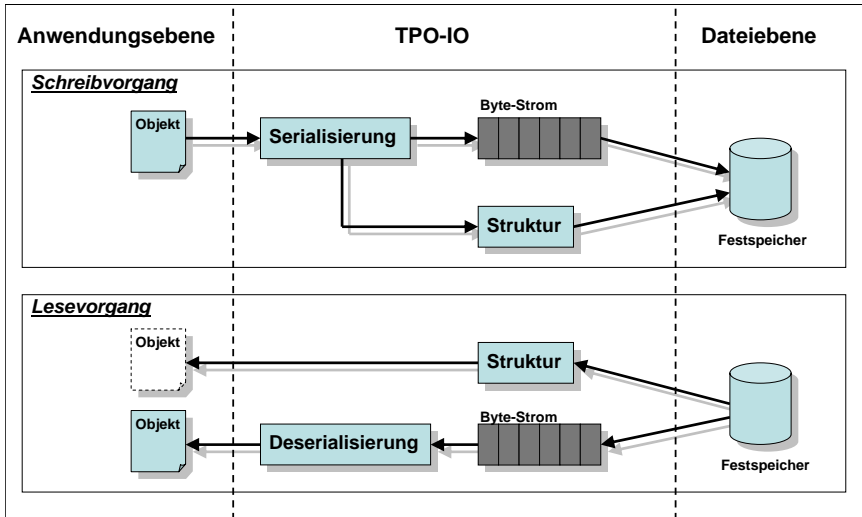 Anwendungsebene
TPO-IO
Dateiebene
Schreibvorgang
Objekt
Serialisierung
Byte-Strom
Struktur
Festspeicher
Lesevorgang
Objekt
Struktur
Objekt
Deserialisierung
Byte-Strom
Festspeicher